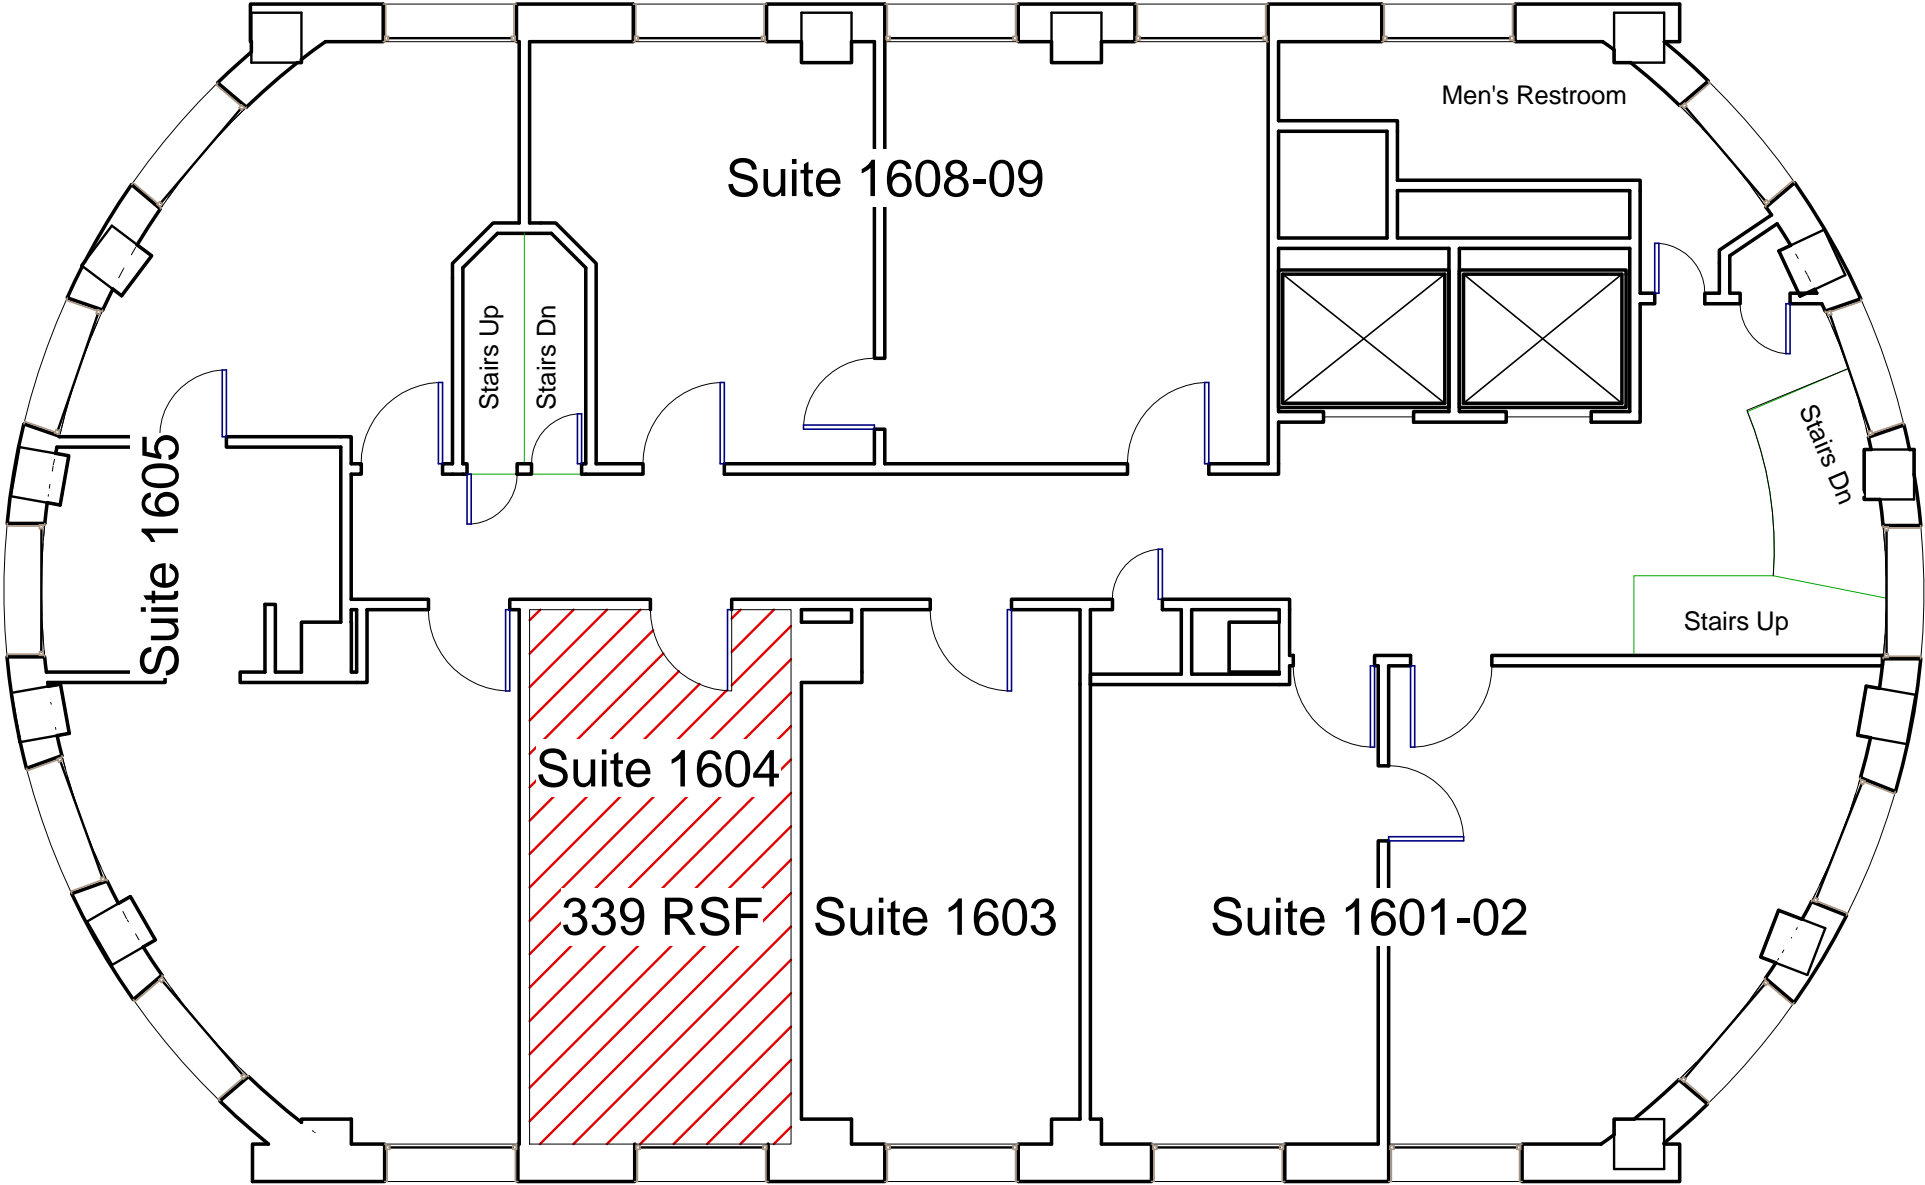 Men's Restroom
Suite 1608-09
Stairs Up
Stairs Dn
Stairs Dn
Suite 1605
Stairs Up
Suite 1604
339 RSF
Suite 1603
Suite 1601-02